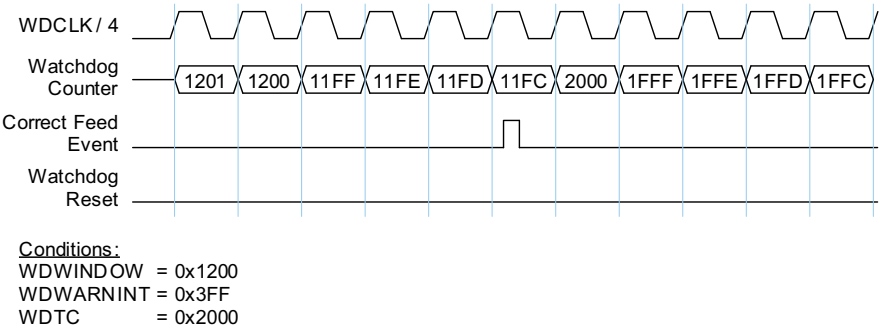 WDCLK / 4
Watchdog
Counter
1201 1200 11FF 11FE 11FD 11FC 2000 1FFF 1FFE 1FFD 1FFC
Correct Feed
Event
Watchdog
Reset
Conditions:
WDWINDOW = 0x1200
WDWARNINT = 0x3FF
WDTC = 0x2000